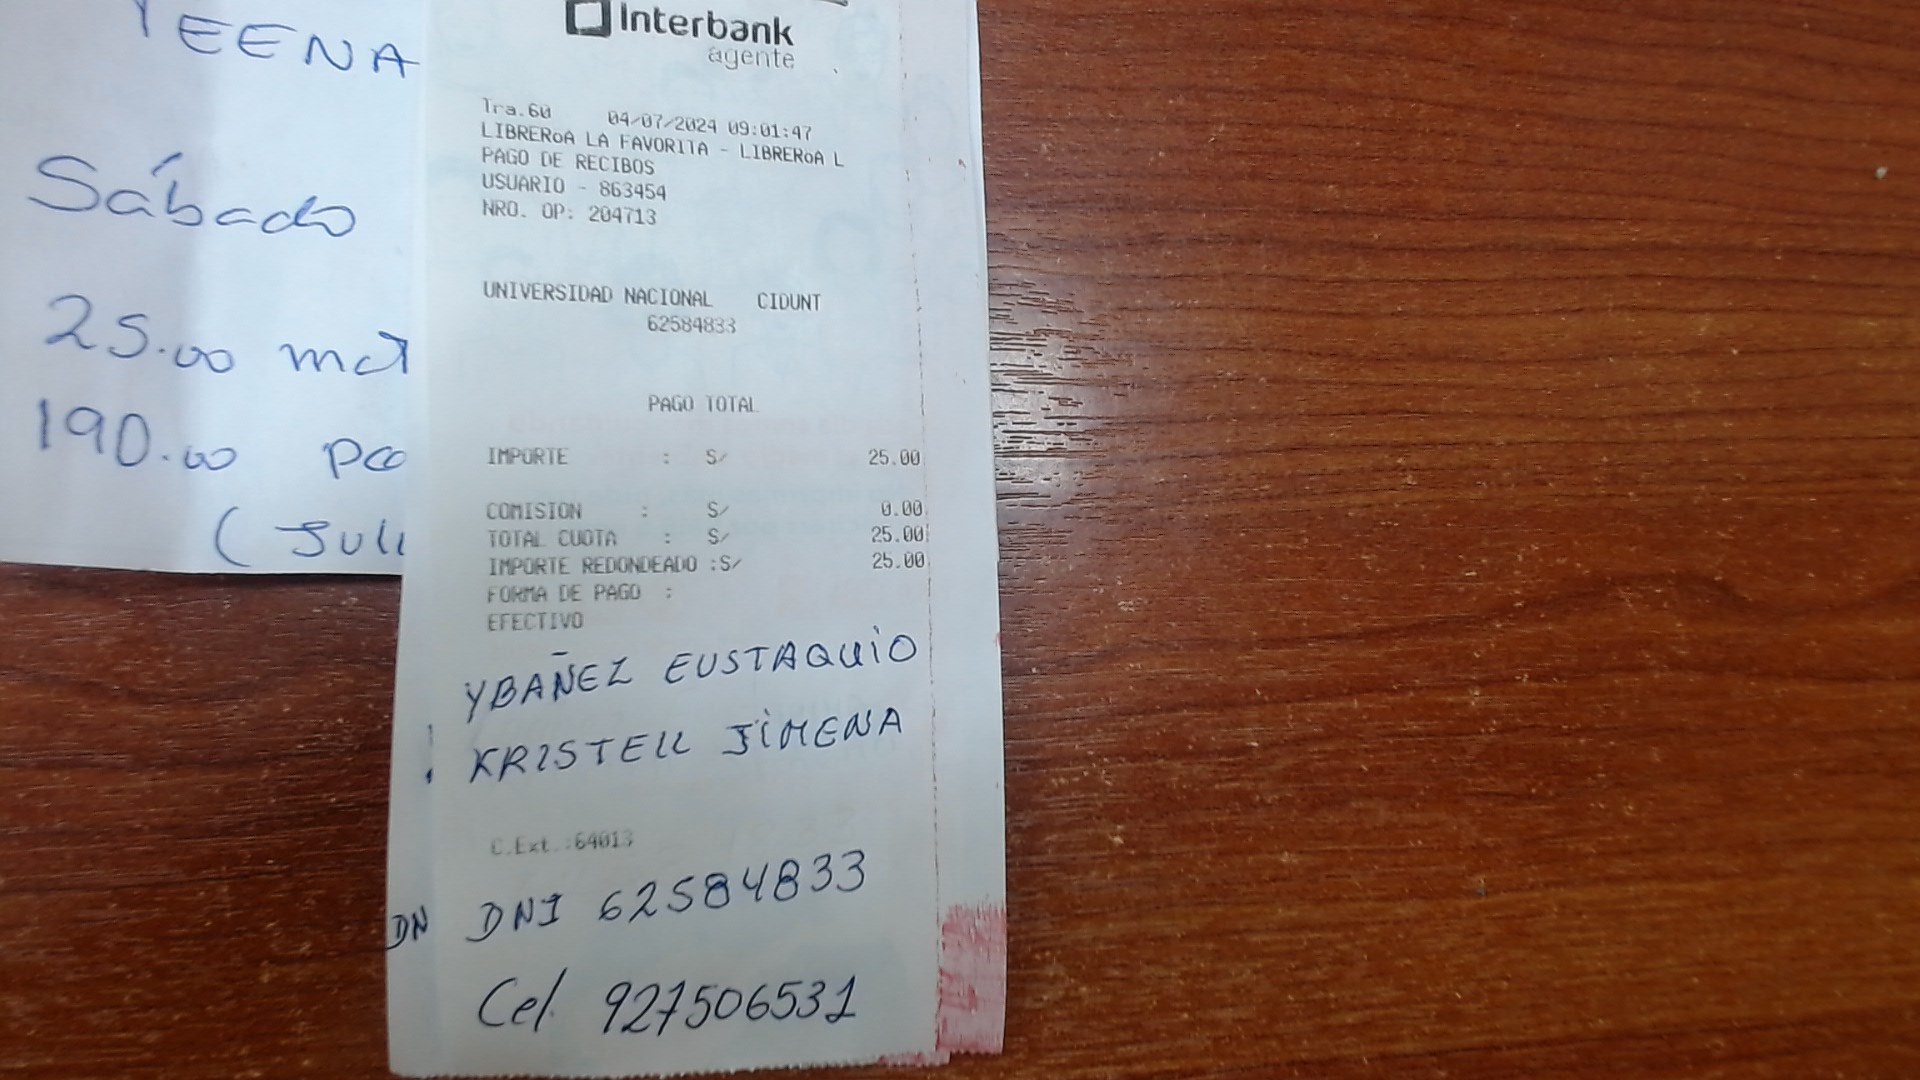 TEENA
Sábado
25.00 mat
190.00
(Juli
Interbank
agente
Tra.60 04/07/2024 09:01:47
LIBRERoA LA FAVORITA - LIBRERoA L
PAGO DE RECIBOS
USUARIO - 863454
NRO. OP: 204713
UNIVERSIDAD NACIONAL CIDUNT
62584833
PAGO TOTAL
IMPORTE : S/ 25.00
COMISION : S/ 0.00
TOTAL CUOTA : S/ 25.00
IMPORTE REDONDEADO :S/ 25.00
FORMA DE PAGO :
EFECTIVO
YBAÑEZ EUSTAQUIO
KRISTELL JIMENA
C.Ext.:64013
DN DNI 62584833
Cel. 927506531